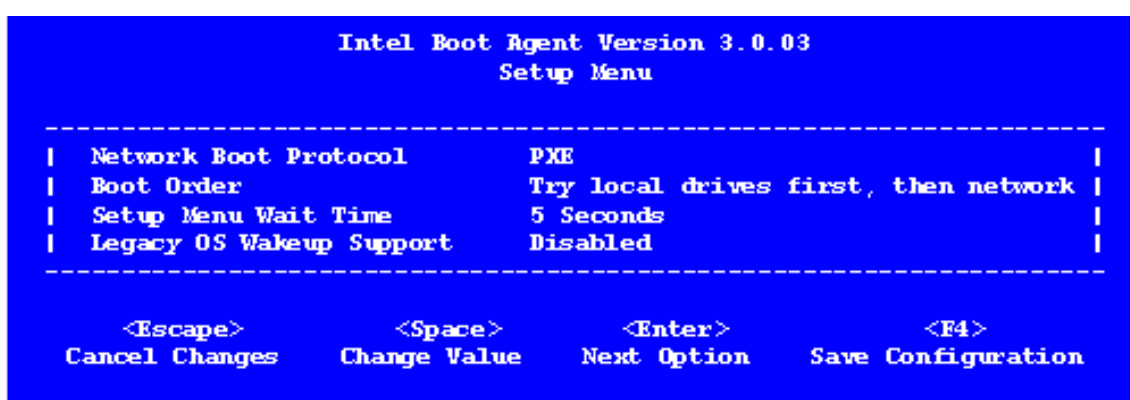 Intel Boot Agent Version 3.0.03
Setup Menu
Network Boot Protocol PXE
Boot Order Try local drives first, then network
Setup Menu Wait Time 5 Seconds
Legacy OS Wakeup Support Disabled
<Escape> <Space> <Enter> <F4>
Cancel Changes Change Value Next Option Save Configuration